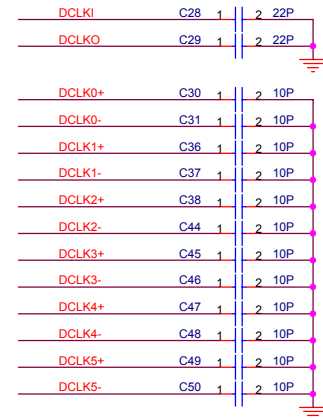 DCLKI C28 1 2 22P
DCLKO C29 1 2 22P
DCLK0+ C30 1 2 10P
DCLK0- C31 1 2 10P
DCLK1+ C36 1 2 10P
DCLK1- C37 1 2 10P
DCLK2+ C38 1 2 10P
DCLK2- C44 1 2 10P
DCLK3+ C45 1 2 10P
DCLK3- C46 1 2 10P
DCLK4+ C47 1 2 10P
DCLK4- C48 1 2 10P
DCLK5+ C49 1 2 10P
DCLK5- C50 1 2 10P